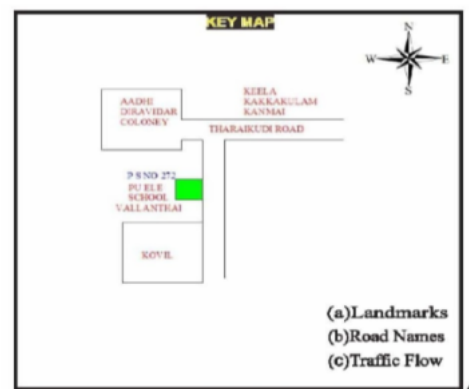 KEY MAP
N
W E
S
AADHI
DIRAVIDAR
COLONEY
KEELA
KAKKAKULAM
KANMAI
THARAIKUDI ROAD
P S NO 272
PU ELE
SCHOOL
VALLANTHAI
KOVIL
(a)Landmarks
(b)Road Names
(c)Traffic Flow